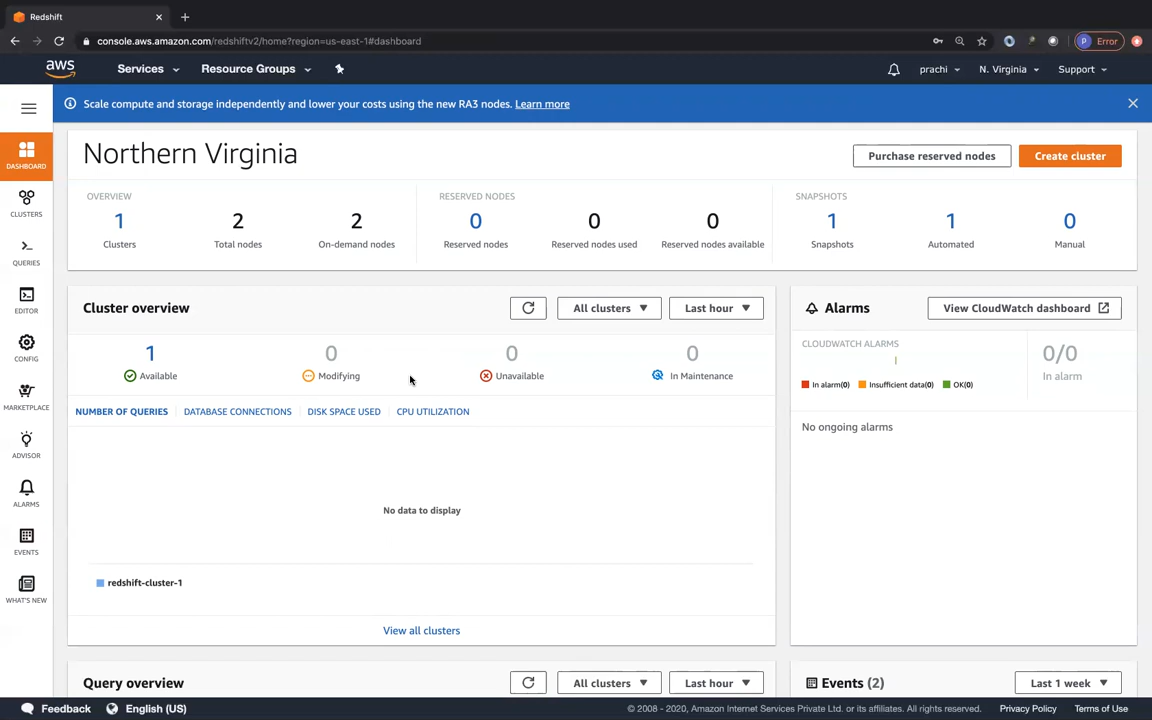 Redshift
console.aws.amazon.com/redshiftv2/home?region=us-east-1#dashboard
P Error
aws Services Resource Groups prachi N. Virginia Support
Scale compute and storage independently and lower your costs using the new RA3 nodes. Learn more
DASHBOARD
CLUSTERS
QUERIES
EDITOR
CONFIG
MARKETPLACE
ADVISOR
ALARMS
EVENTS
WHAT'S NEW
Northern Virginia
Purchase reserved nodes
Create cluster
OVERVIEW
1 2 2
Clusters Total nodes On-demand nodes
RESERVED NODES
0 0 0
Reserved nodes Reserved nodes used Reserved nodes available
SNAPSHOTS
1 1 0
Snapshots Automated Manual
Cluster overview
All clusters
Last hour
1 0 0 0
Available Modifying Unavailable In Maintenance
NUMBER OF QUERIES DATABASE CONNECTIONS DISK SPACE USED CPU UTILIZATION
No data to display
redshift-cluster-1
View all clusters
Alarms
View CloudWatch dashboard
CLOUDWATCH ALARMS
In alarm(0) Insufficient data(0) OK(0)
0/0
In alarm
No ongoing alarms
Query overview
All clusters
Last hour
Events (2)
Last 1 week
Feedback English (US) © 2008 - 2020, Amazon Internet Services Private Ltd. or its affiliates. All rights reserved. Privacy Policy Terms of Use